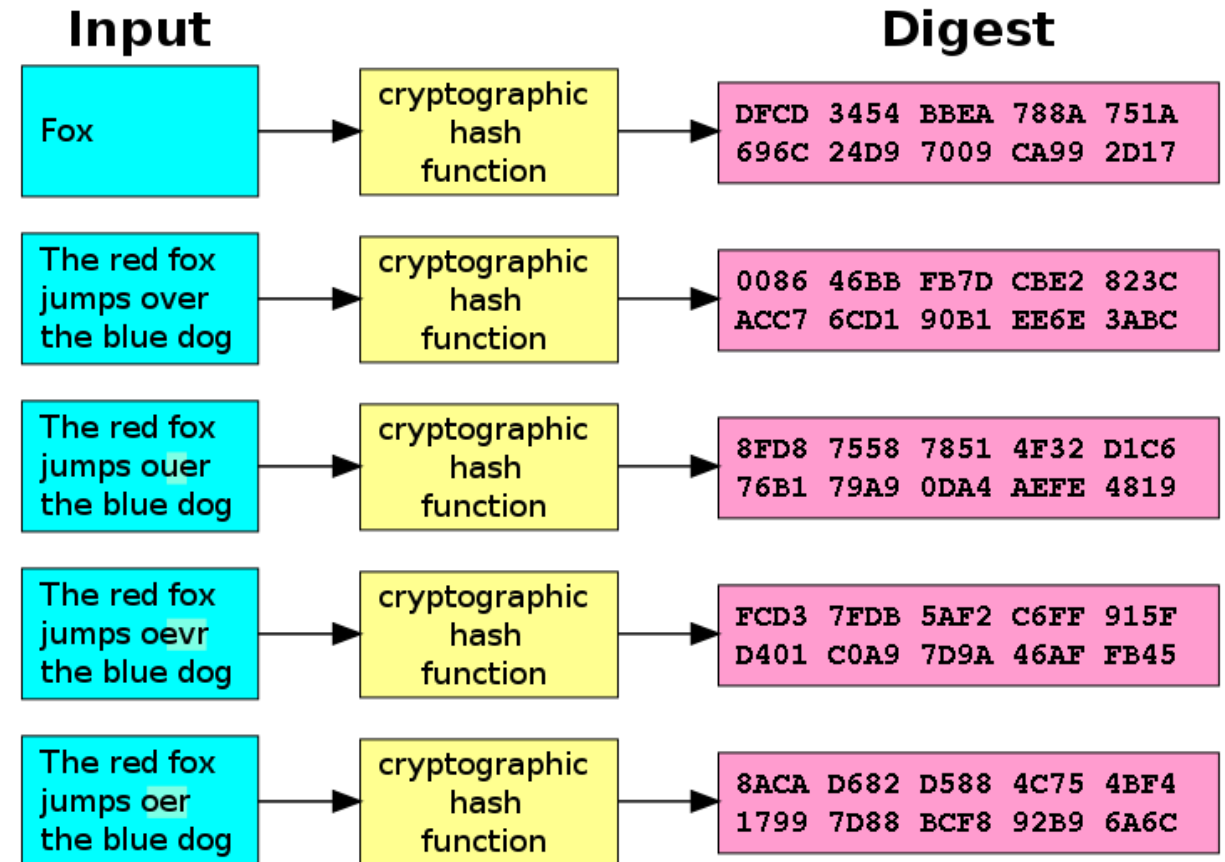 Input
Digest
Fox
cryptographic
hash
function
DFCD 3454 BBEA 788A 751A
696C 24D9 7009 CA99 2D17
The red fox
jumps over
the blue dog
cryptographic
hash
function
0086 46BB FB7D CBE2 823C
ACC7 6CD1 90B1 EE6E 3ABC
The red fox
jumps ouer
the blue dog
cryptographic
hash
function
8FD8 7558 7851 4F32 D1C6
76B1 79A9 0DA4 AEFE 4819
The red fox
jumps oevr
the blue dog
cryptographic
hash
function
FCD3 7FDB 5AF2 C6FF 915F
D401 C0A9 7D9A 46AF FB45
The red fox
jumps oer
the blue dog
cryptographic
hash
function
8ACA D682 D588 4C75 4BF4
1799 7D88 BCF8 92B9 6A6C